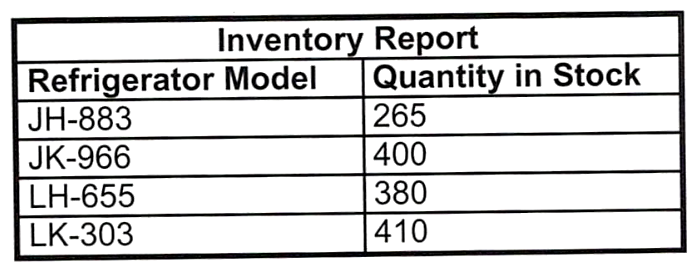 Inventory Report
Refrigerator Model Quantity in Stock
JH-883 265
JK-966 400
LH-655 380
LK-303 410